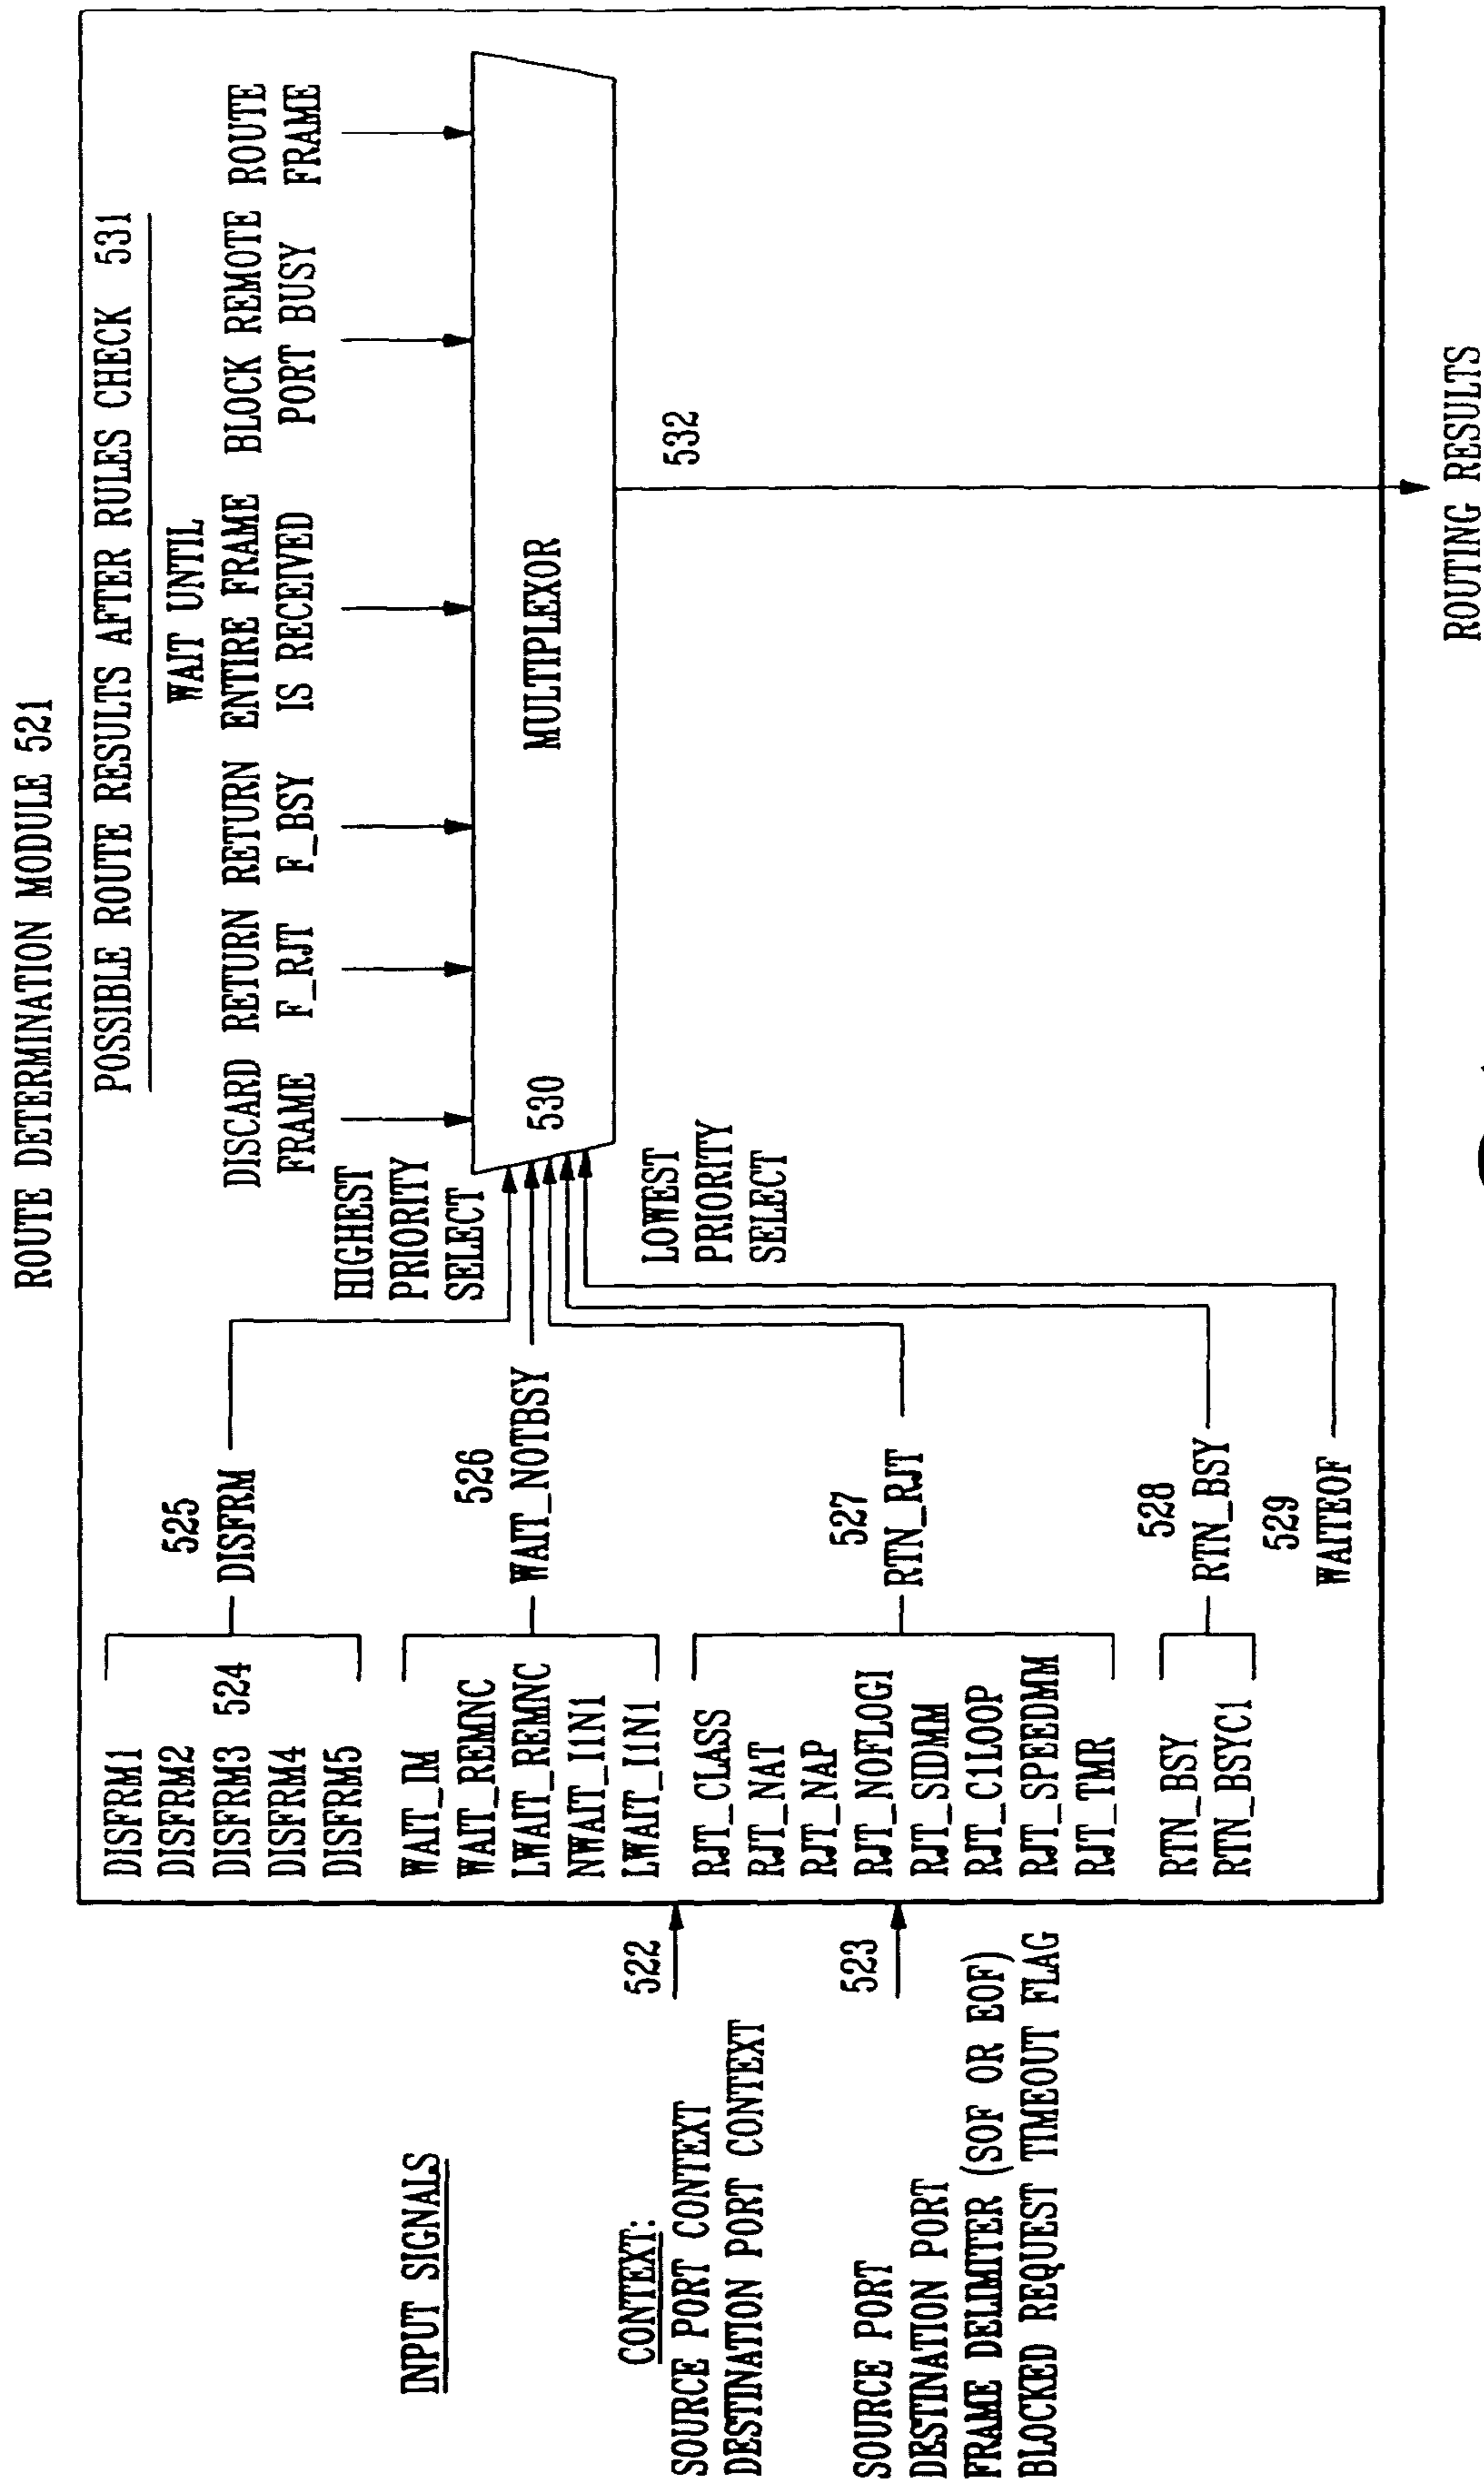 ROUTE DETERMINATION MODULE 521
POSSIBLE ROUTE RESULTS AFTER RULES CHECK 531
DISCARD
FRAME
RETURN
F_RJT
RETURN
F_BSY
WAIT UNTIL
ENTIRE FRAME
IS RECEIVED
BLOCK REMOTE
PORT BUSY
ROUTE
FRAME
HIGHEST
PRIORITY
SELECT
530
MULTIPLEXOR
LOWEST
PRIORITY
SELECT
532
ROUTING RESULTS
DISFRM1
DISFRM2
DISFRM3 524
DISFRM4
DISFRM5
525
DISFRM
WAIT_IM
WAIT_REMNC
LWAIT_REMNC
NWAIT_I1N1
LWAIT_I1N1
526
WAIT_NOTBSY
RJT_CLASS
RJT_NAT
RJT_NAP
RJT_NOFLOGI
RJT_SIDMM
RJT_C1LOOP
RJT_SPEEDMM
RJT_TMR
527
RTN_RJT
RTN_BSY
RTN_BSYC1
528
RTN_BSY
529
WAITEOF
INPUT SIGNALS
CONTEXT:
SOURCE PORT CONTEXT
DESTINATION PORT CONTEXT
522
SOURCE PORT
DESTINATION PORT
FRAME DELIMITER (SOF OR EOF)
BLOCKED REQUEST TIMEOUT FLAG
523